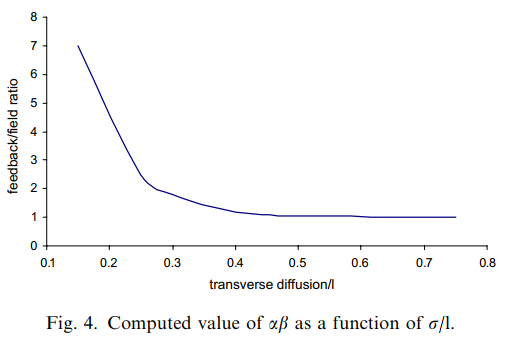 8
7
6
5
4
3
2
1
0
feedback/field ratio
0.1 0.2 0.3 0.4 0.5 0.6 0.7 0.8
transverse diffusion/l
Fig. 4. Computed value of αβ as a function of σ/l.